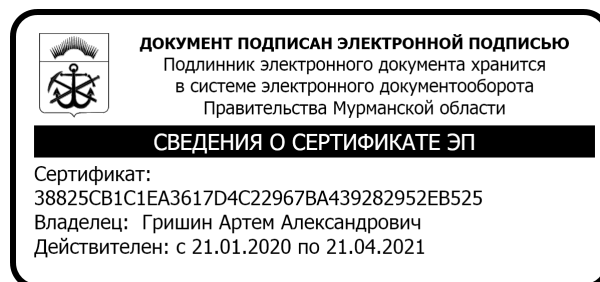 ДОКУМЕНТ ПОДПИСАН ЭЛЕКТРОННОЙ ПОДПИСЬЮ
Подлинник электронного документа хранится
в системе электронного документооборота
Правительства Мурманской области
СВЕДЕНИЯ О СЕРТИФИКАТЕ ЭП
Сертификат:
38825CB1C1EA3617D4C22967BA439282952EB525
Владелец: Гришин Артем Александрович
Действителен: с 21.01.2020 по 21.04.2021